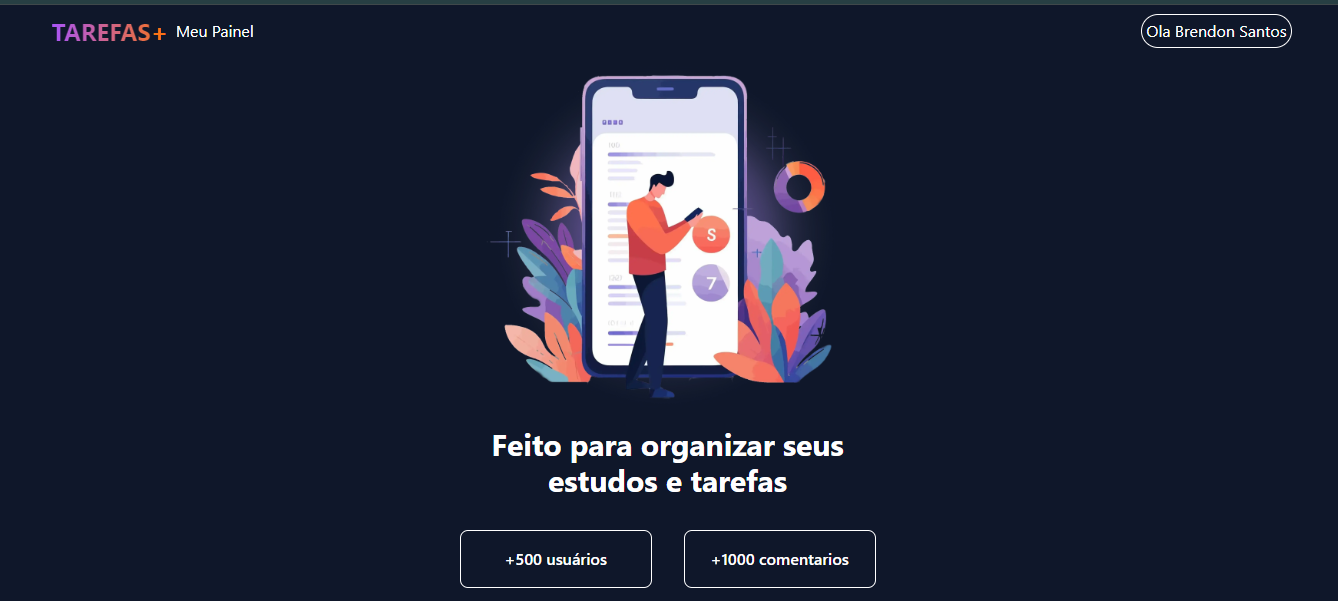 TAREFAS+ Meu Painel
Ola Brendon Santos
S
7
Feito para organizar seus
estudos e tarefas
+500 usuários
+1000 comentarios